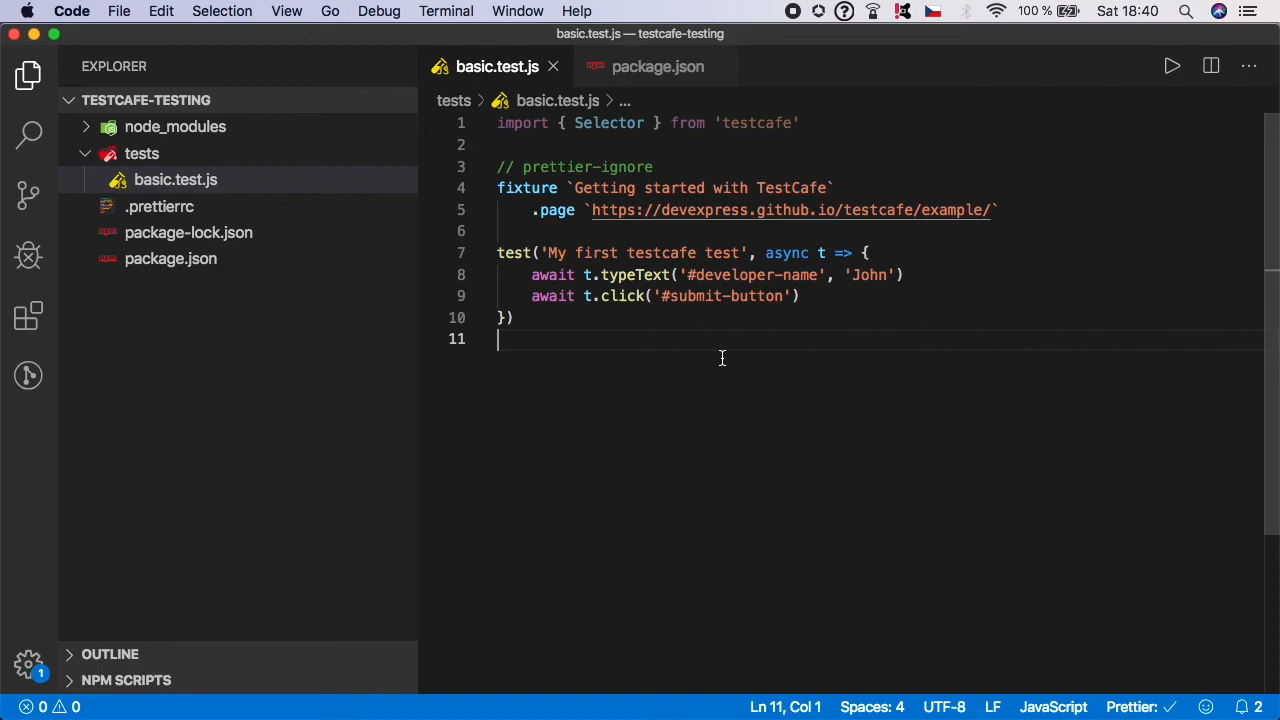 Code File Edit Selection View Go Debug Terminal Window Help 100 % Sat 18:40
basic.test.js — testcafe-testing
EXPLORER
TESTCAFE-TESTING
node_modules
tests
basic.test.js
.prettierrc
package-lock.json
package.json
OUTLINE
NPM SCRIPTS
1
basic.test.js package.json
tests basic.test.js ...
1 import { Selector } from 'testcafe'
2
3 // prettier-ignore
4 fixture `Getting started with TestCafe`
5 .page `https://devexpress.github.io/testcafe/example/`
6
7 test('My first testcafe test', async t => {
8 await t.typeText('#developer-name', 'John')
9 await t.click('#submit-button')
10 })
11
0 0 Ln 11, Col 1 Spaces: 4 UTF-8 LF JavaScript Prettier: ✓ 2